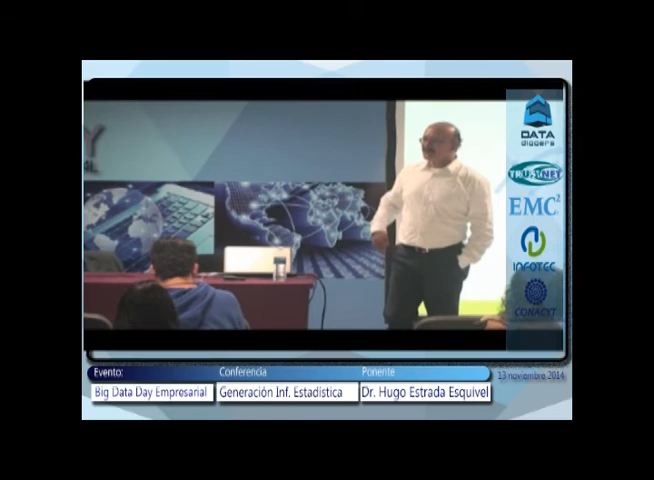 DATA
diggers
EMC²
INFOTEC
CONACYT
Evento:
Conferencia
Ponente
13 noviembre 2014
Big Data Day Empresarial
Generación Inf. Estadística
Dr. Hugo Estrada Esquivel